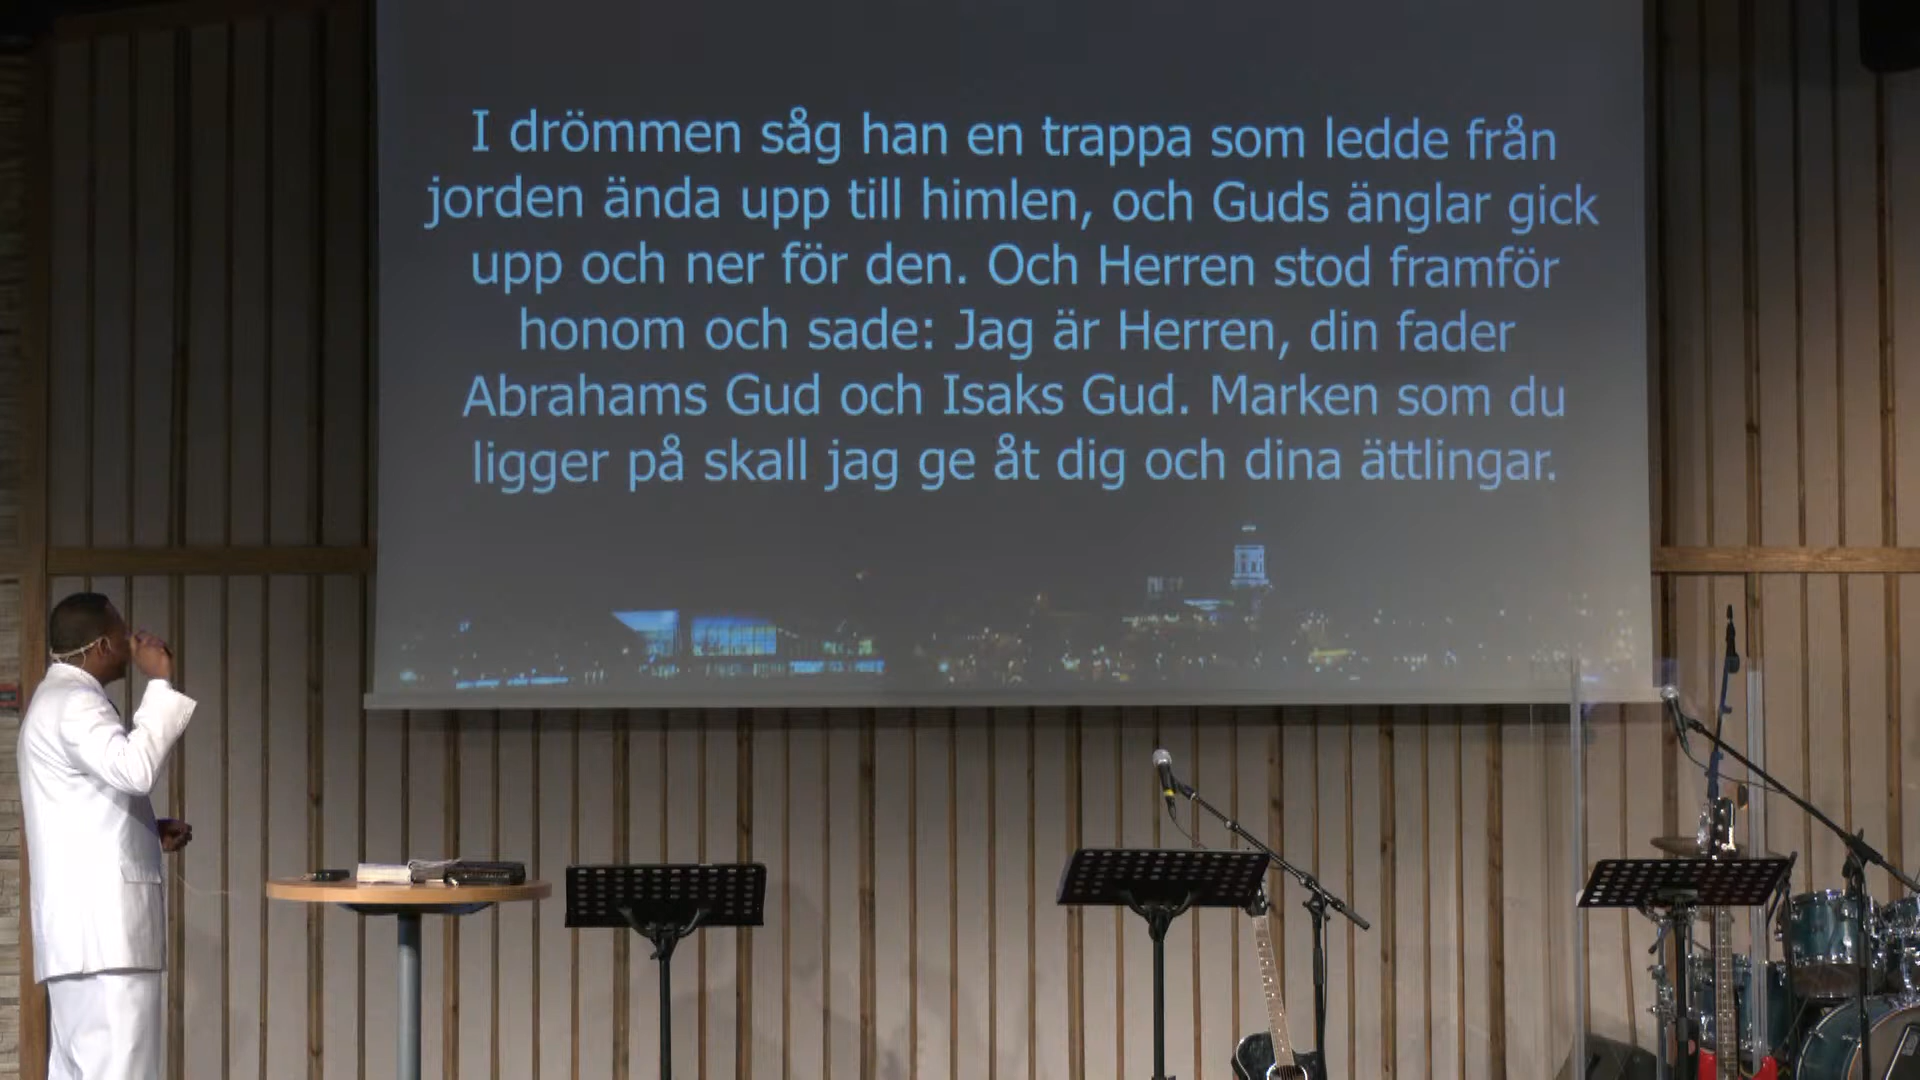 I drömmen såg han en trappa som ledde från
jorden ända upp till himlen, och Guds änglar gick
upp och ner för den. Och Herren stod framför
honom och sade: Jag är Herren, din fader
Abrahams Gud och Isaks Gud. Marken som du
ligger på skall jag ge åt dig och dina ättlingar.